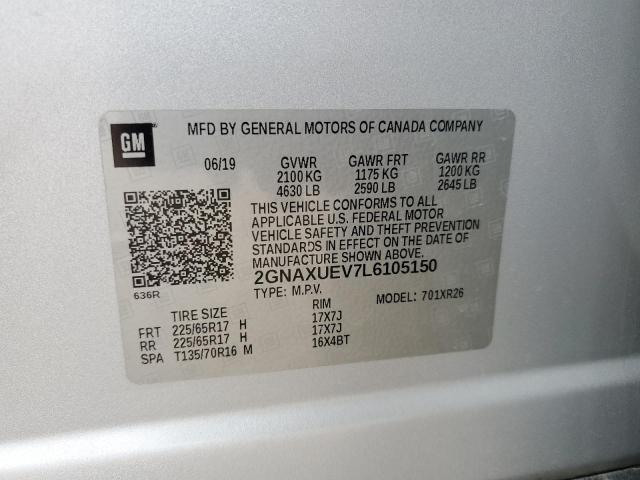 GM
MFD BY GENERAL MOTORS OF CANADA COMPANY
06/19 GVWR GAWR FRT GAWR RR
2100 KG 1175 KG 1200 KG
4630 LB 2590 LB 2645 LB
THIS VEHICLE CONFORMS TO ALL
APPLICABLE U.S. FEDERAL MOTOR
VEHICLE SAFETY AND THEFT PREVENTION
STANDARDS IN EFFECT ON THE DATE OF
MANUFACTURE SHOWN ABOVE.
2GNAXUEV7L6105150
636R
TYPE: M.P.V. MODEL: 701XR26
TIRE SIZE RIM
FRT 225/65R17 H 17X7J
RR 225/65R17 H 17X7J
SPA T135/70R16 M 16X4BT